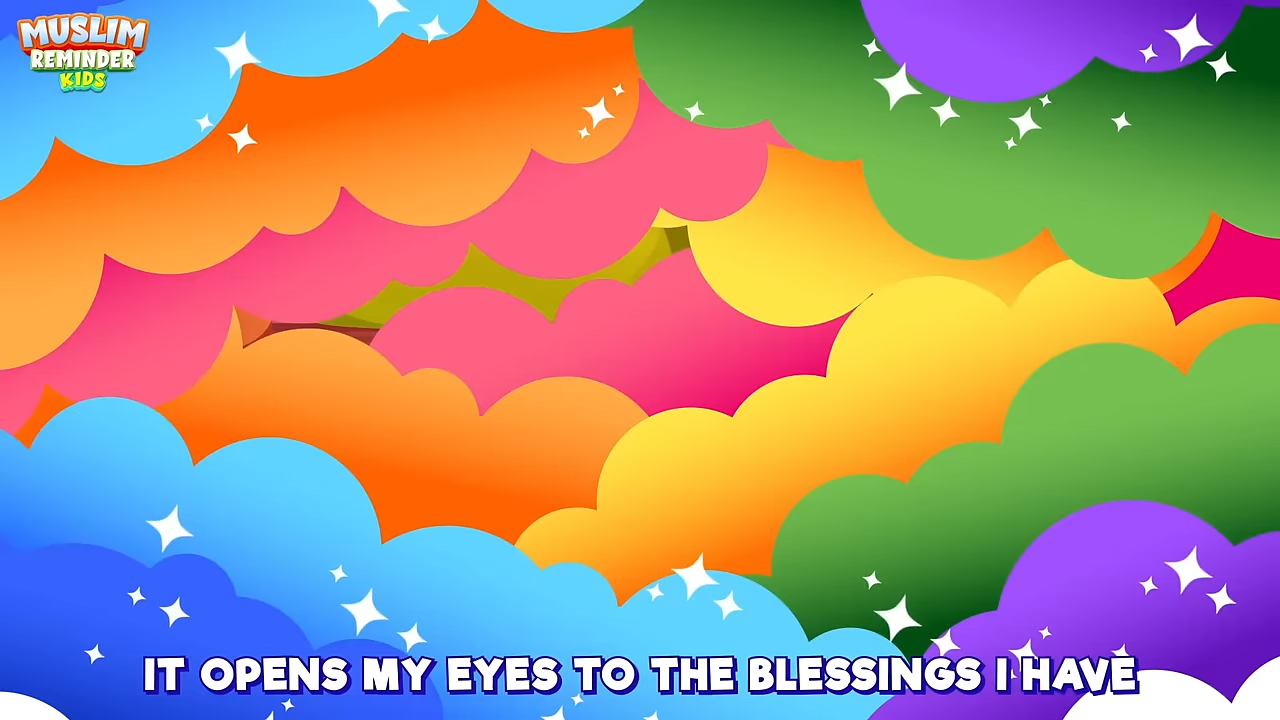 MUSLIM
REMINDER
KIDS
IT OPENS MY EYES TO THE BLESSINGS I HAVE